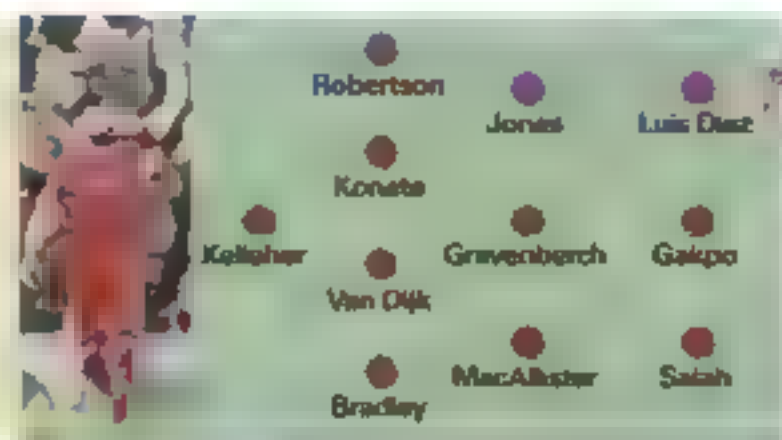 Robertson
Jones
Luis Diaz
Konate
Kelleher
Gravenberch
Gakpo
Van Dijk
MacAllister
Salah
Bradley